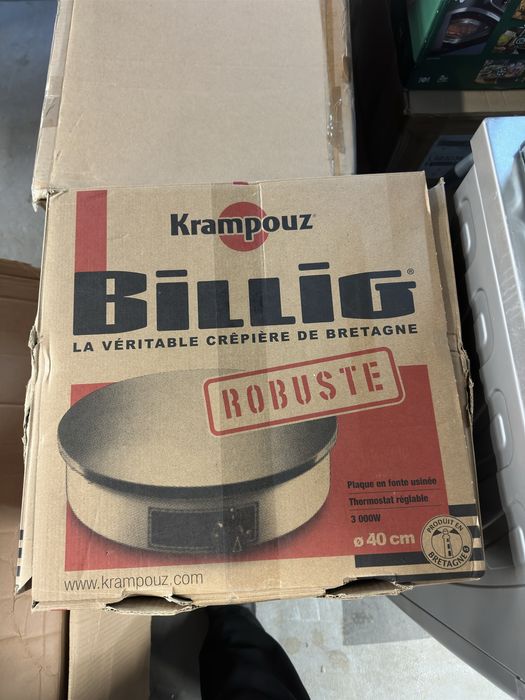 Krampouz®
BiLLiG®
LA VÉRITABLE CRÊPIÈRE DE BRETAGNE
ROBUSTE
Plaque en fonte usinée
Thermostat réglable
3 000W
ø 40 cm
PRODUIT EN
BRETAGNE
www.krampouz.com